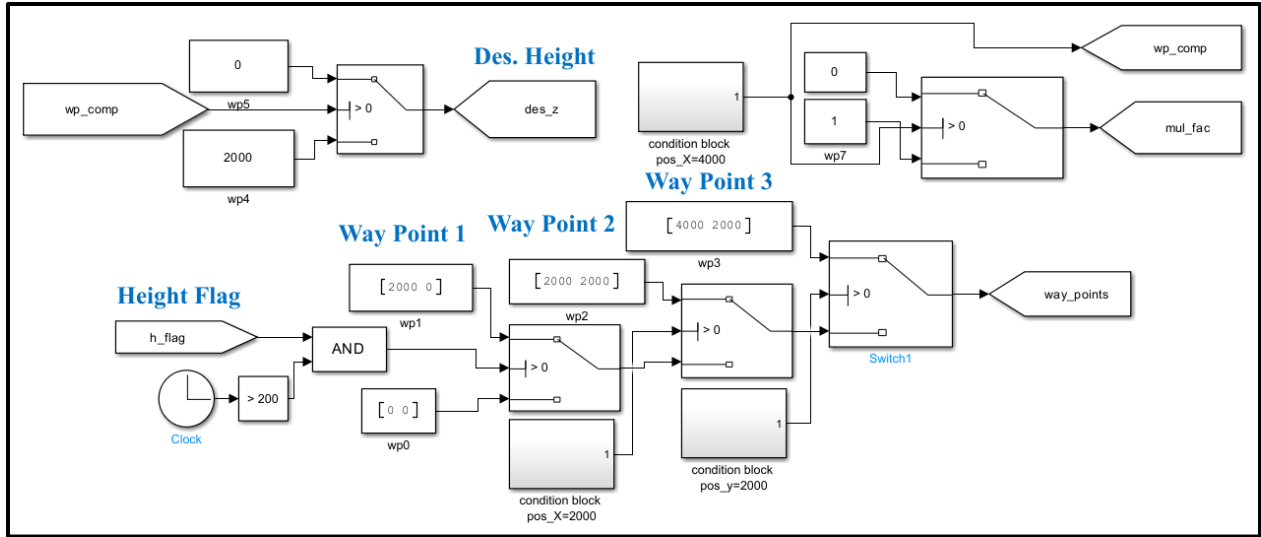 0
wp5
wp_comp
2000
wp4
> 0
Des. Height
des_z
condition block
pos_X=4000
1
0
1
wp7
> 0
wp_comp
mul_fac
Way Point 3
[4000 2000]
wp3
Way Point 2
[2000 2000]
wp2
Way Point 1
[2000 0]
wp1
Height Flag
h_flag
AND
Clock
> 200
[0 0]
wp0
> 0
1
condition block
pos_X=2000
> 0
1
condition block
pos_y=2000
> 0
Switch1
way_points